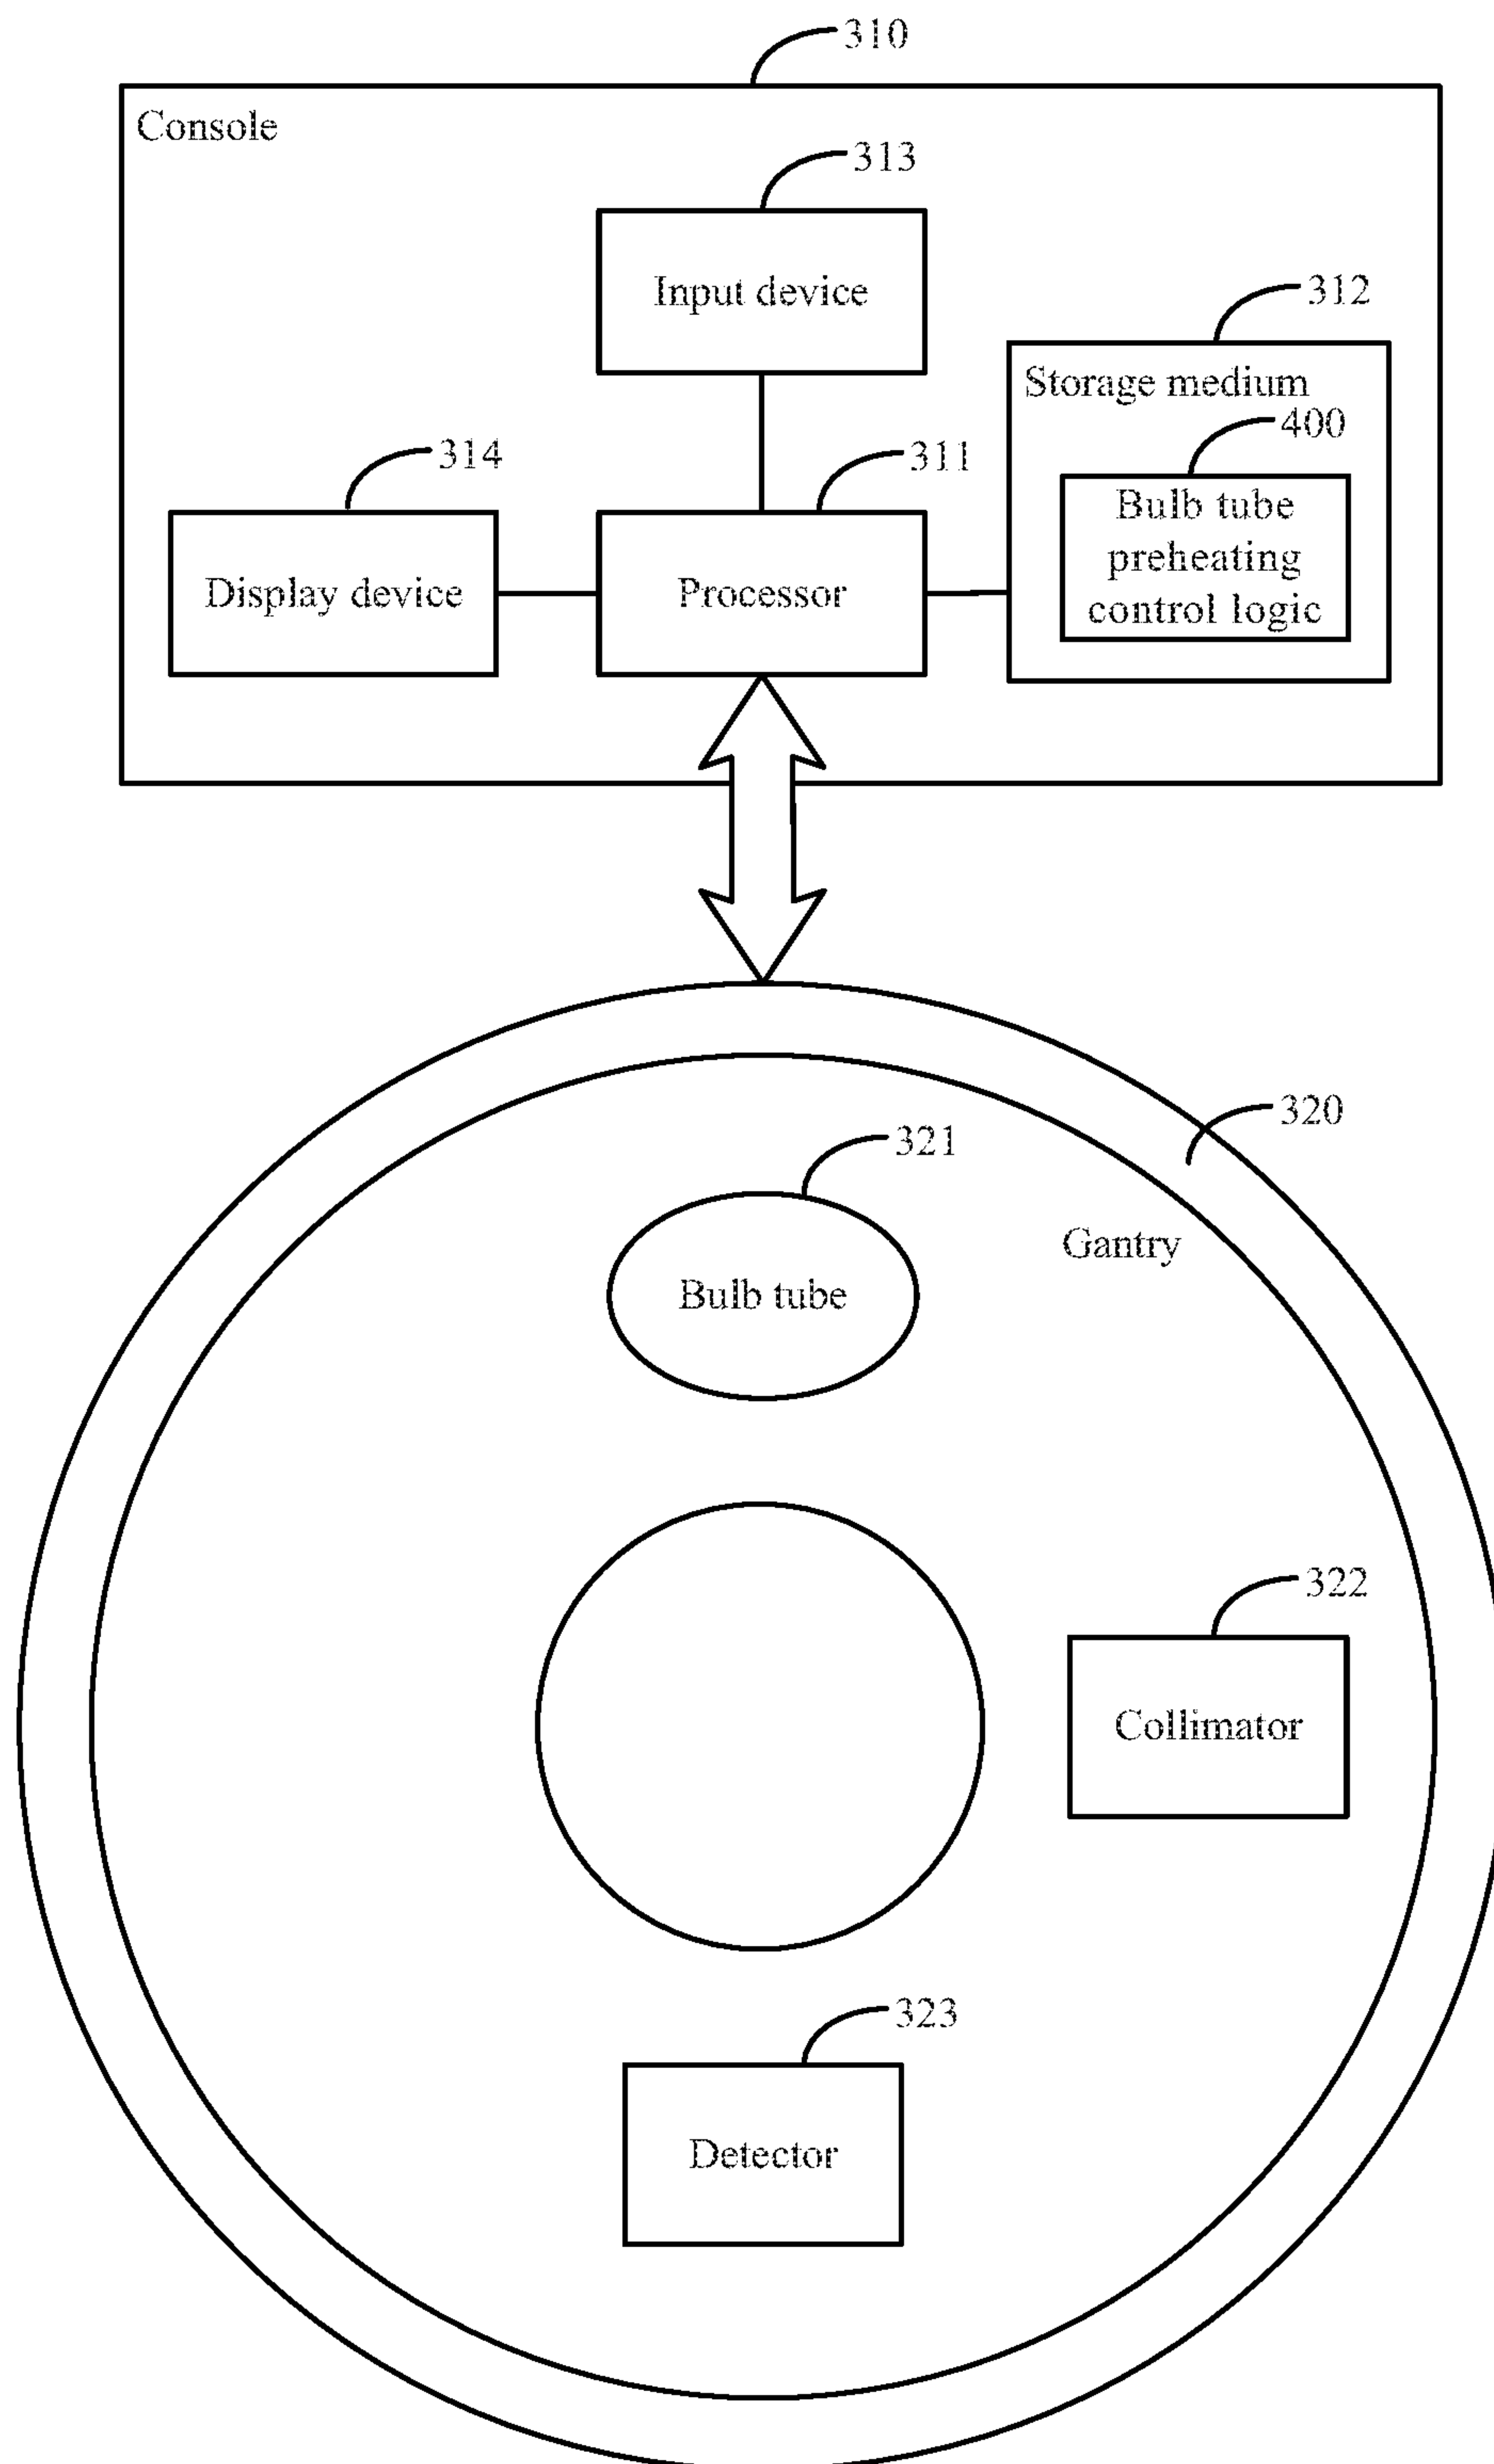 310
Console
313
Input device
312
Storage medium
400
Bulb tube
preheating
control logic
314
311
Display device
Processor
320
321
Gantry
Bulb tube
322
Collimator
323
Detector